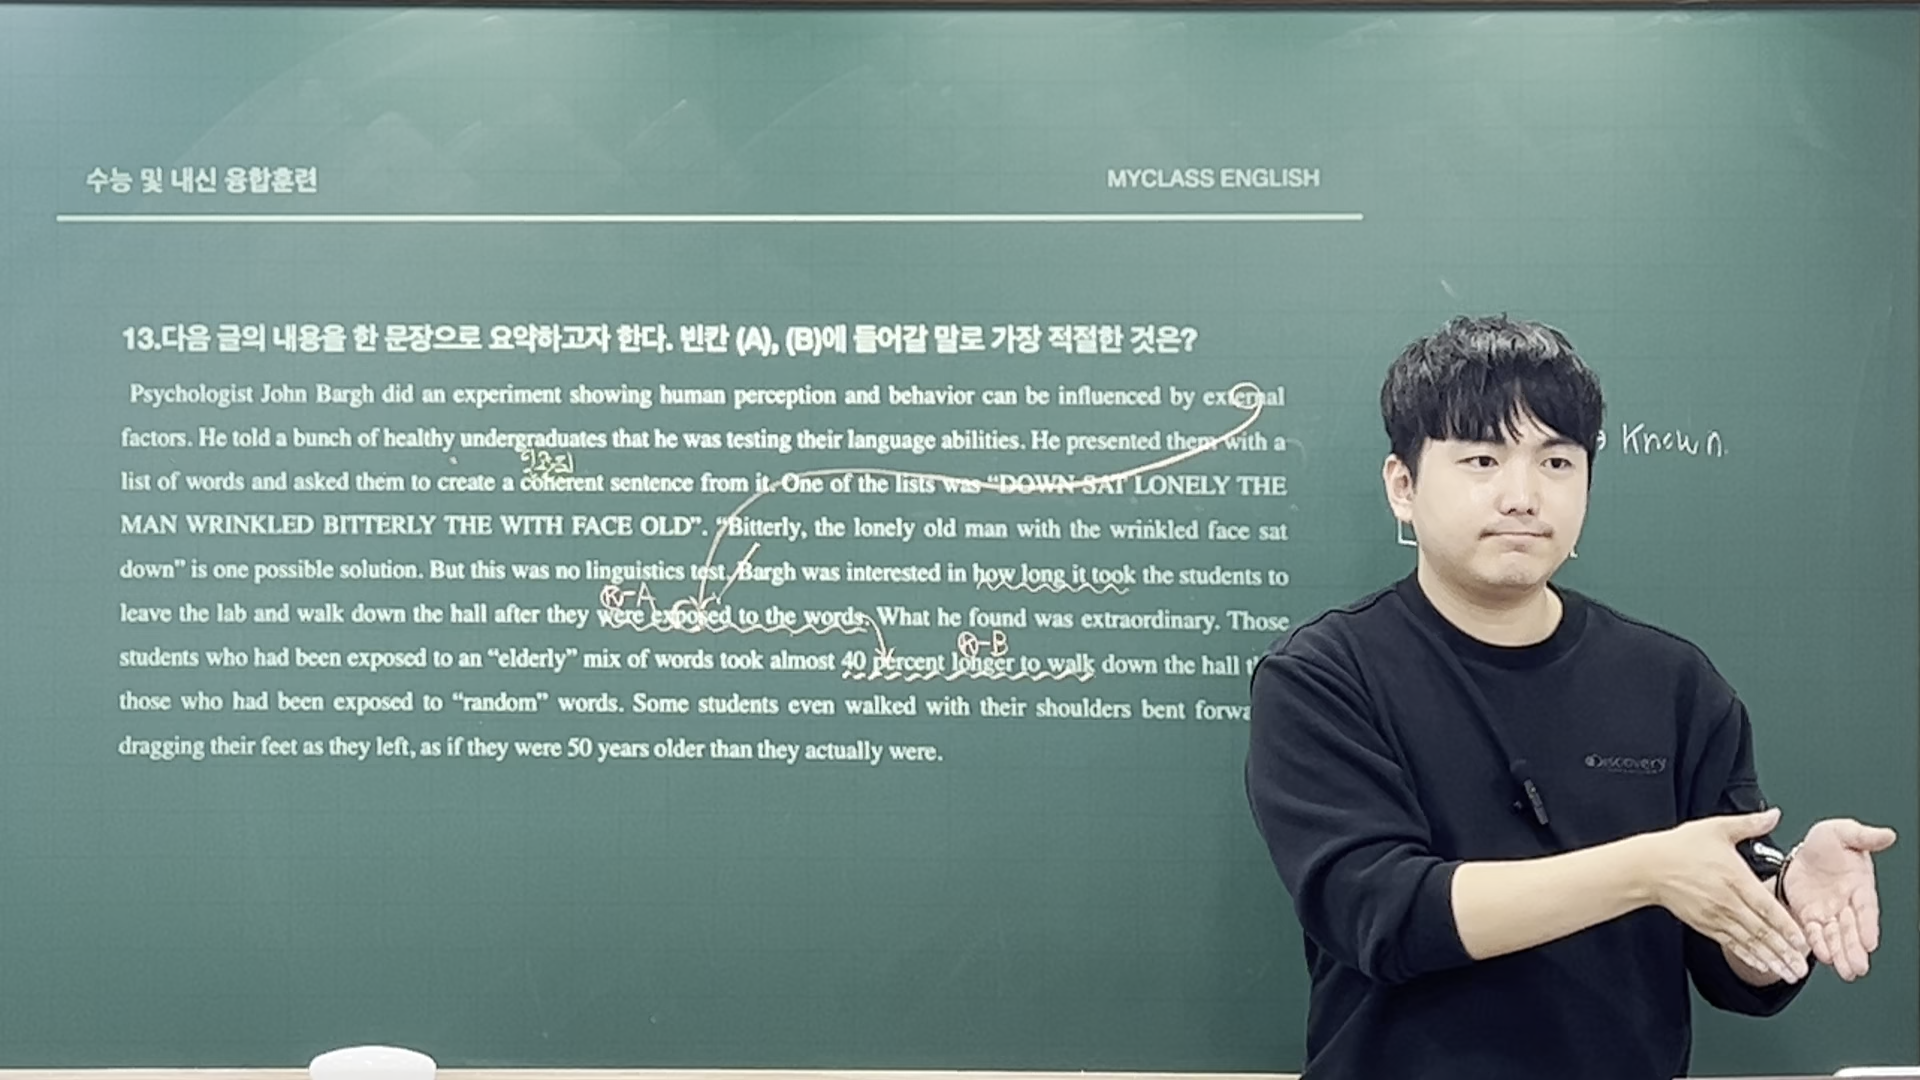 수능 및 내신 융합훈련
MYCLASS ENGLISH
13.다음 글의 내용을 한 문장으로 요약하고자 한다. 빈칸 (A), (B)에 들어갈 말로 가장 적절한 것은?
Psychologist John Bargh did an experiment showing human perception and behavior can be influenced by external
factors. He told a bunch of healthy undergraduates that he was testing their language abilities. He presented them with a
list of words and asked them to create a coherent sentence from it. One of the lists was “DOWN SAT LONELY THE
MAN WRINKLED BITTERLY THE WITH FACE OLD”. “Bitterly, the lonely old man with the wrinkled face sat
down” is one possible solution. But this was no linguistics test. Bargh was interested in how long it took the students to
leave the lab and walk down the hall after they were exposed to the words. What he found was extraordinary. Those
students who had been exposed to an “elderly” mix of words took almost 40 percent longer to walk down the hall
those who had been exposed to “random” words. Some students even walked with their shoulders bent
dragging their feet as they left, as if they were 50 years older than they actually were.
-A
-B
Known
Discovery